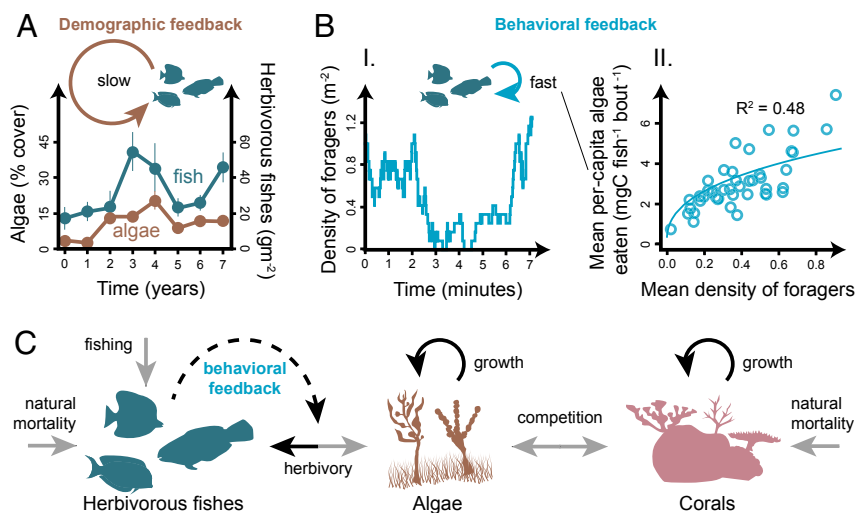 A
Demographic feedback
slow
Algae (% cover)
45
30
15
0
fish
algae
60
40
20
0
Herbivorous fishes
(gm⁻²)
0 1 2 3 4 5 6 7
Time (years)
B
Behavioral feedback
I.
fast
Density of foragers (m⁻²)
1.2
0.8
0.4
0
0 1 2 3 4 5 6 7
Time (minutes)
II.
Mean per-capita algae
eaten (mgC fish⁻¹ bout⁻¹)
R² = 0.48
6
4
2
0
0.0 0.2 0.4 0.6 0.8
Mean density of foragers
C
fishing
natural
mortality
behavioral
feedback
herbivory
Herbivorous fishes
growth
Algae
competition
growth
Corals
natural
mortality